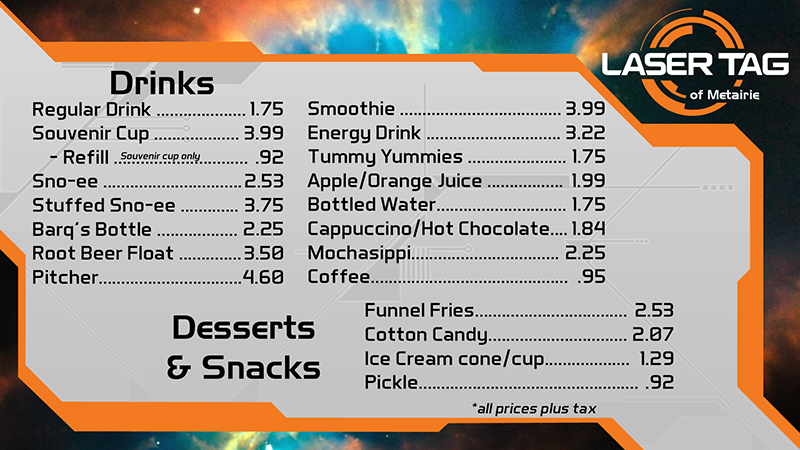 LASER TAG
of Metairie
Drinks
Regular Drink ..................... 1.75
Souvenir Cup .................... 3.99
- Refill Souvenir cup only .92
Sno-ee ................................. 2.53
Stuffed Sno-ee ............. 3.75
Barq's Bottle ................... 2.25
Root Beer Float ............. 3.50
Pitcher.................................. 4.60
Smoothie ...................................... 3.99
Energy Drink ................................ 3.22
Tummy Yummies ....................... 1.75
Apple/Orange Juice .................. 1.99
Bottled Water............................... 1.75
Cappuccino/Hot Chocolate.... 1.84
Mochasippi................................... 2.25
Coffee......................................... .95
Desserts
& Snacks
Funnel Fries.................................... 2.53
Cotton Candy................................. 2.07
Ice Cream cone/cup.................... 1.29
Pickle..................................................... .92
*all prices plus tax